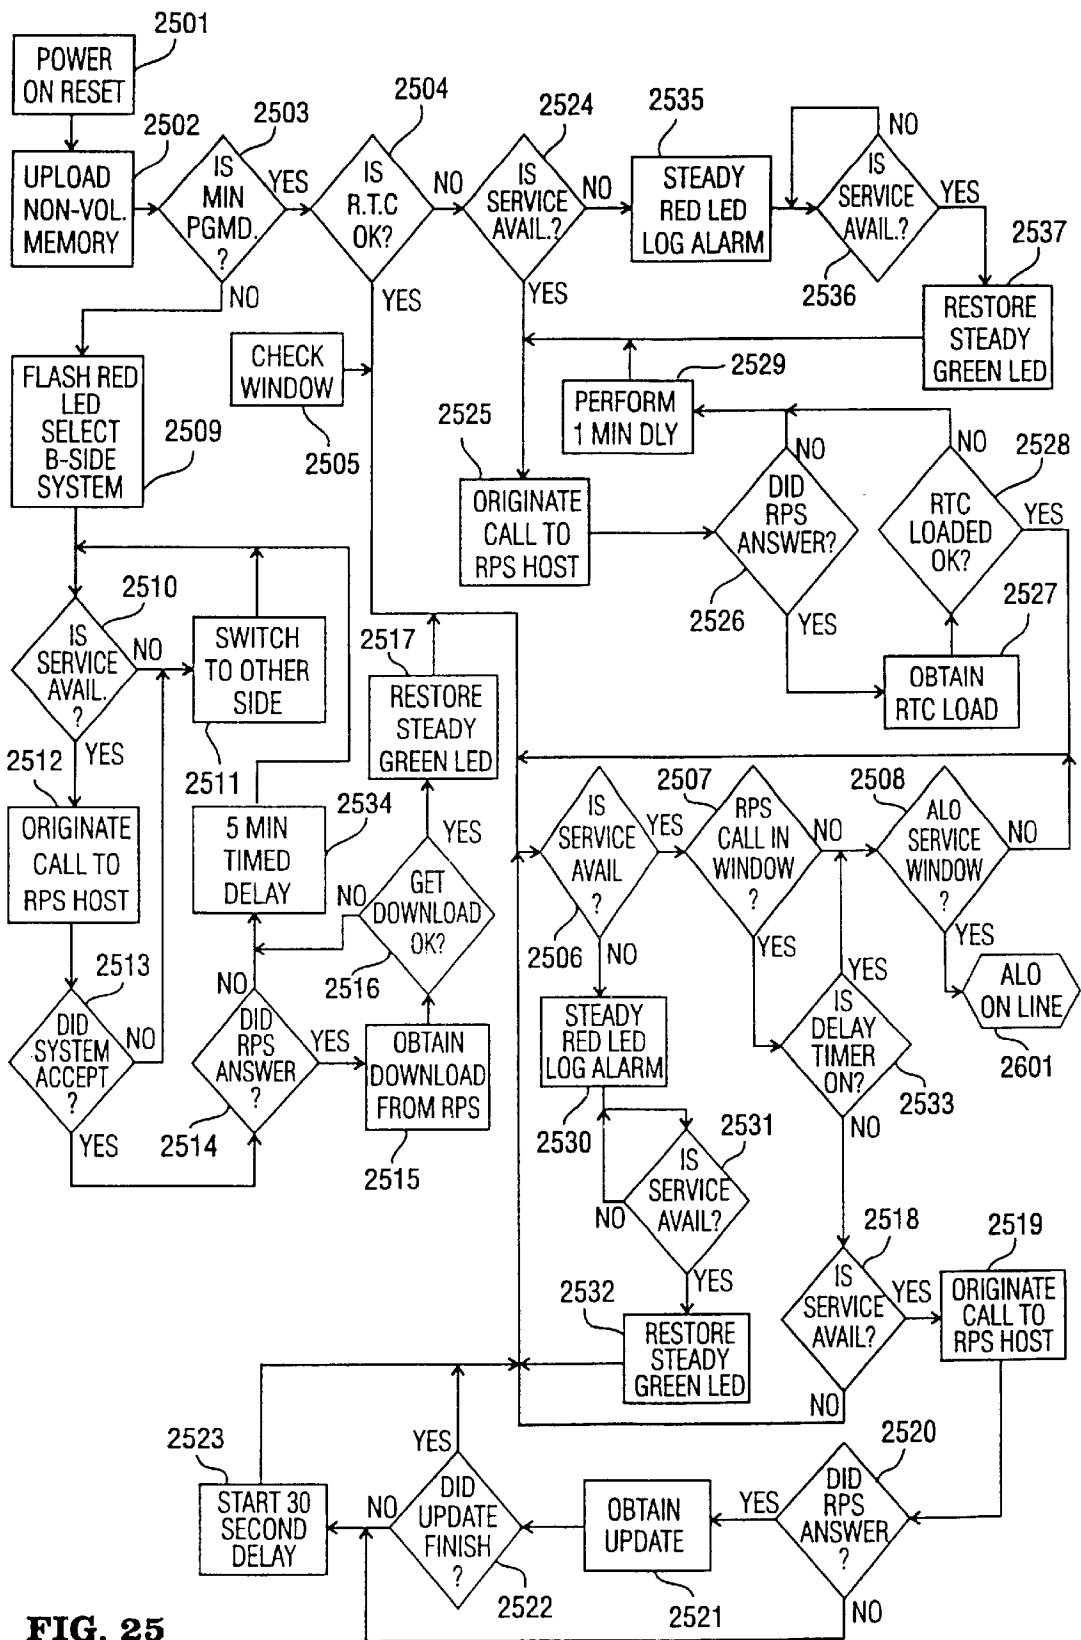 2501
POWER
ON RESET
2502
UPLOAD
NON-VOL.
MEMORY
2503
IS
MIN
PGMD.
?
YES
NO
2504
IS
R.T.C
OK?
NO
YES
2524
IS
SERVICE
AVAIL.?
NO
YES
2535
STEADY
RED LED
LOG ALARM
NO
IS
SERVICE
AVAIL.?
YES
2536
2537
RESTORE
STEADY
GREEN LED
CHECK
WINDOW
2505
FLASH RED
LED
SELECT
B-SIDE
SYSTEM
2509
2529
PERFORM
1 MIN DLY
2525
ORIGINATE
CALL TO
RPS HOST
NO
DID
RPS
ANSWER?
2526
YES
NO
2528
RTC
LOADED
OK?
YES
2527
OBTAIN
RTC LOAD
2510
IS
SERVICE
AVAIL.
?
NO
YES
SWITCH
TO OTHER
SIDE
2511
2517
RESTORE
STEADY
GREEN LED
2512
ORIGINATE
CALL TO
RPS HOST
2534
5 MIN
TIMED
DELAY
YES
NO
GET
DOWNLOAD
OK?
2516
IS
SERVICE
AVAIL
?
YES
2506
NO
2507
RPS
CALL IN
WINDOW
?
NO
YES
2508
ALO
SERVICE
WINDOW
?
NO
YES
ALO
ON LINE
2601
2513
DID
SYSTEM
ACCEPT
?
NO
YES
NO
DID
RPS
ANSWER
?
YES
2514
OBTAIN
DOWNLOAD
FROM RPS
2515
STEADY
RED LED
LOG ALARM
2530
YES
IS
DELAY
TIMER
ON?
2533
NO
2531
IS
SERVICE
AVAIL?
NO
YES
2532
RESTORE
STEADY
GREEN LED
2518
IS
SERVICE
AVAIL?
YES
NO
2519
ORIGINATE
CALL TO
RPS HOST
2523
START 30
SECOND
DELAY
YES
NO
DID
UPDATE
FINISH
?
2522
OBTAIN
UPDATE
2521
YES
2520
DID
RPS
ANSWER
?
NO
FIG. 25